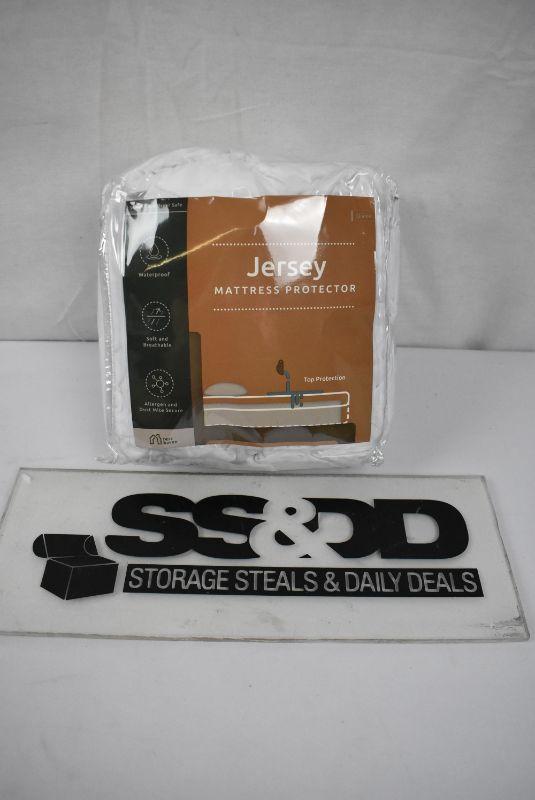 Safe
Waterproof
Soft and
Breathable
Allergen and
Dust Mite Secure
Jersey
MATTRESS PROTECTOR
Top Protection
SS&DD
STORAGE STEALS & DAILY DEALS